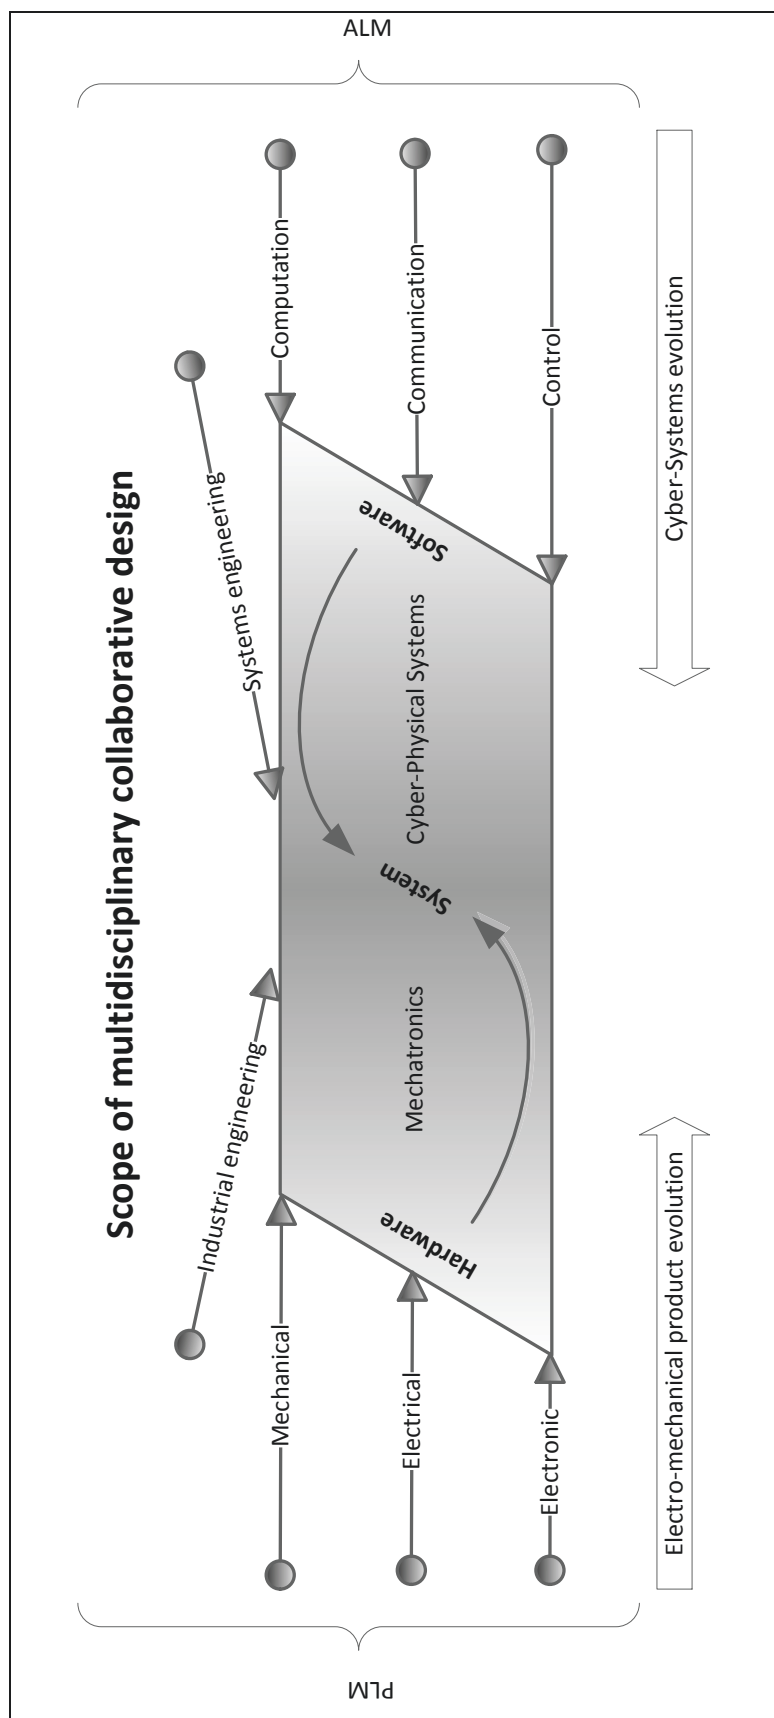 Scope of multidisciplinary collaborative design
PLM
ALM
Industrial engineering
Systems engineering
Mechanical
Computation
Electrical
Communication
Electronic
Control
Hardware
Software
System
Mechatronics
Cyber-Physical Systems
Electro-mechanical product evolution
Cyber-Systems evolution